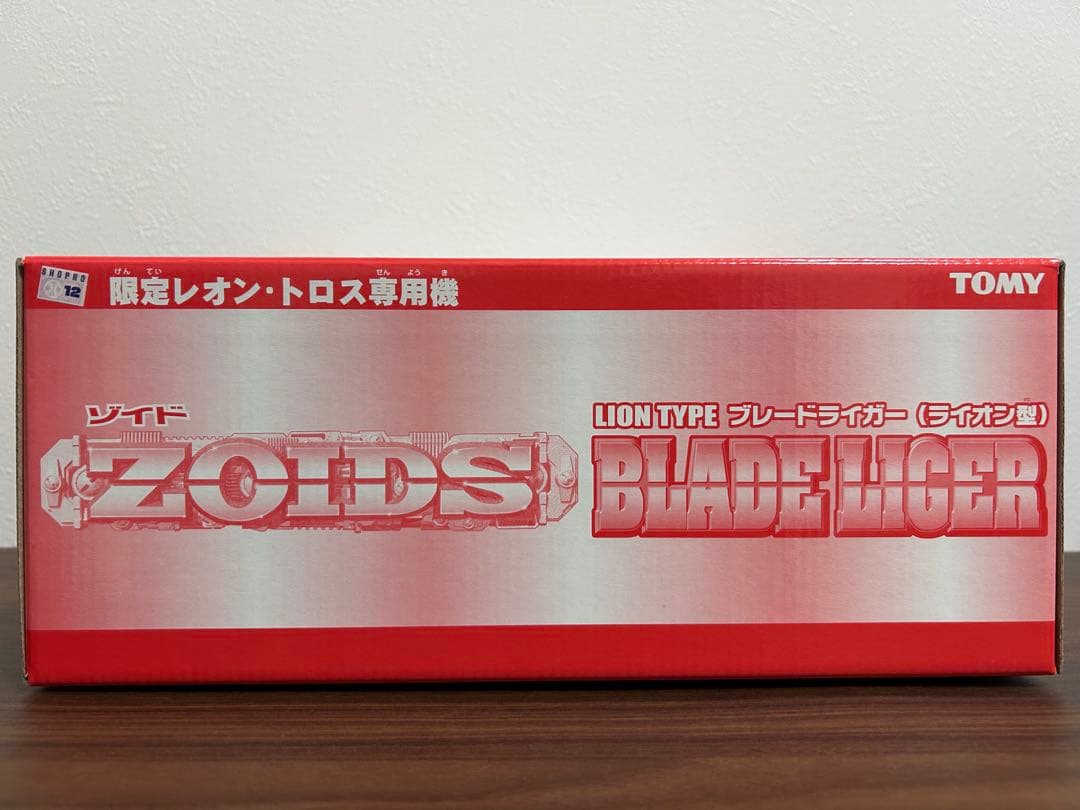 SHOPRO
12
げんてい せんようき
限定レオン・トロス専用機
TOMY
ゾイド
ZOIDS
LION TYPE ブレードライガー（ライオン型）
BLADE LIGER